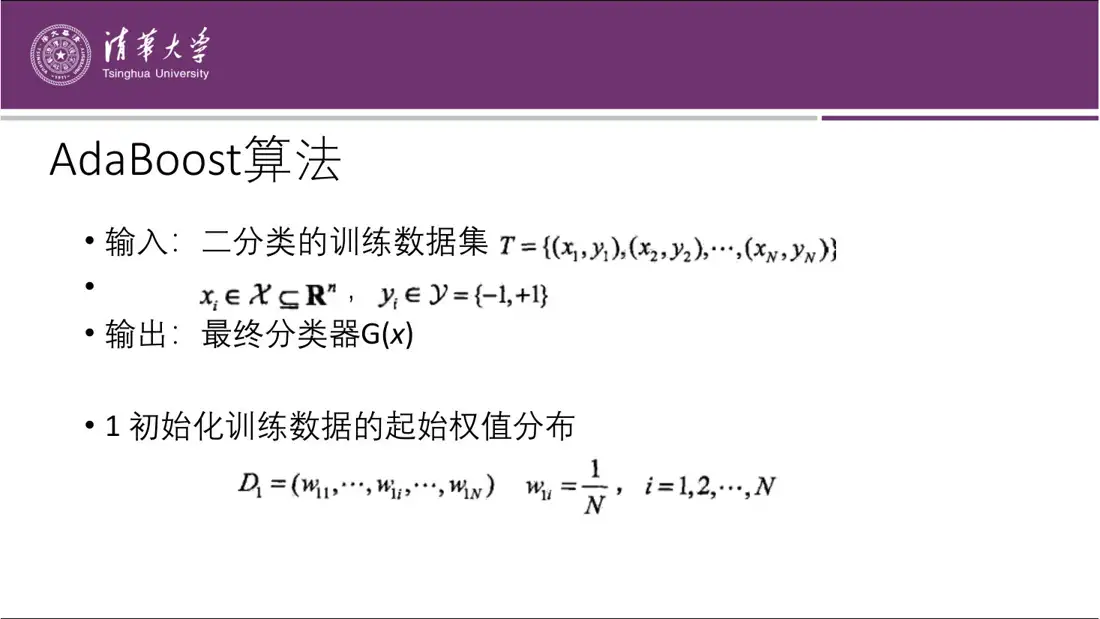 清华大学
Tsinghua University
AdaBoost算法
• 输入：二分类的训练数据集 T = {(x₁, y₁), (x₂, y₂), ⋯, (x_N, y_N)}
• xᵢ ∈ 𝒳 ⊆ Rⁿ， yᵢ ∈ 𝒴 = {−1, +1}
• 输出：最终分类器G(x)
• 1 初始化训练数据的起始权值分布
D₁ = (w₁₁, ⋯, w₁ᵢ, ⋯, w₁N) w₁ᵢ = 1/N， i = 1, 2, ⋯, N